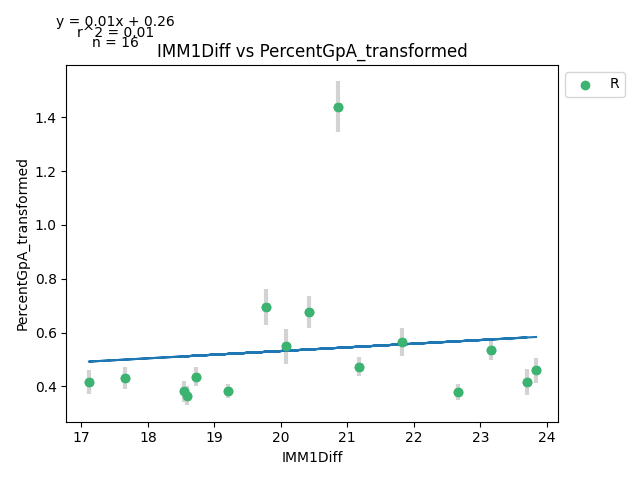 y = 0.01x + 0.26
r^2 = 0.01
n = 16
IMM1Diff vs PercentGpA_transformed
R
PercentGpA_transformed
1.4
1.2
1.0
0.8
0.6
0.4
17 18 19 20 21 22 23 24
IMM1Diff